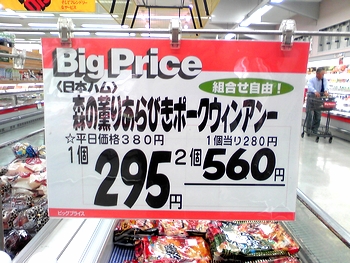 Big Price
〈日本ハム〉
組合せ自由!
森の薫りあらびきポークウィンアンー
☆平日価格380円
1個当り280円
1個 295円
2個 560円
ビッグプライス